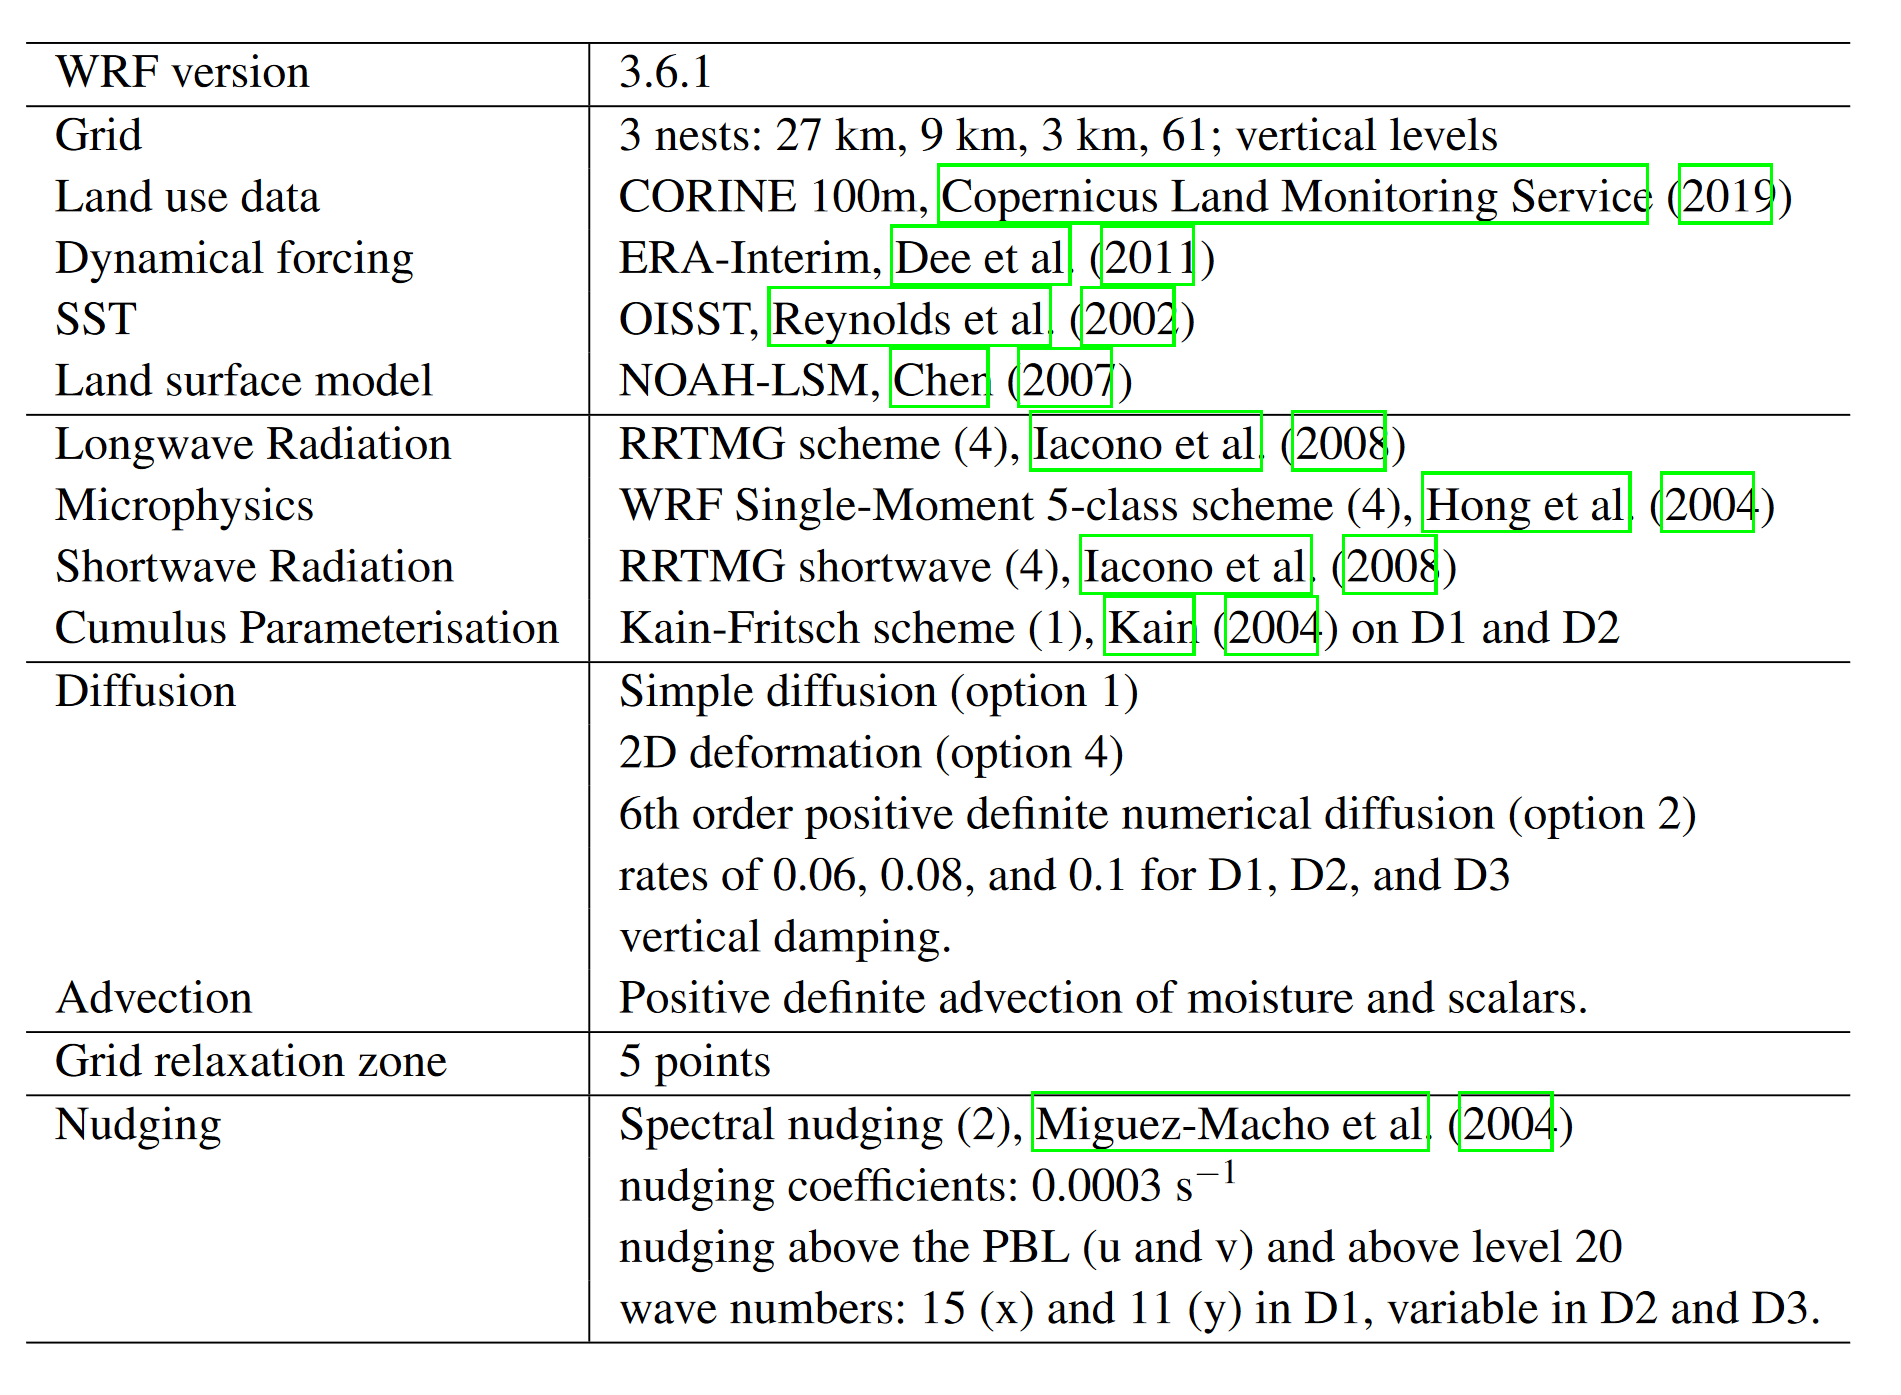 WRF version 3.6.1
Grid 3 nests: 27 km, 9 km, 3 km, 61; vertical levels
Land use data CORINE 100m, Copernicus Land Monitoring Service (2019)
Dynamical forcing ERA-Interim, Dee et al. (2011)
SST OISST, Reynolds et al. (2002)
Land surface model NOAH-LSM, Chen (2007)
Longwave Radiation RRTMG scheme (4), Iacono et al. (2008)
Microphysics WRF Single-Moment 5-class scheme (4), Hong et al. (2004)
Shortwave Radiation RRTMG shortwave (4), Iacono et al. (2008)
Cumulus Parameterisation Kain-Fritsch scheme (1), Kain (2004) on D1 and D2
Diffusion Simple diffusion (option 1)
2D deformation (option 4)
6th order positive definite numerical diffusion (option 2)
rates of 0.06, 0.08, and 0.1 for D1, D2, and D3
vertical damping.
Advection Positive definite advection of moisture and scalars.
Grid relaxation zone 5 points
Nudging Spectral nudging (2), Miguez-Macho et al. (2004)
nudging coefficients: 0.0003 s⁻¹
nudging above the PBL (u and v) and above level 20
wave numbers: 15 (x) and 11 (y) in D1, variable in D2 and D3.